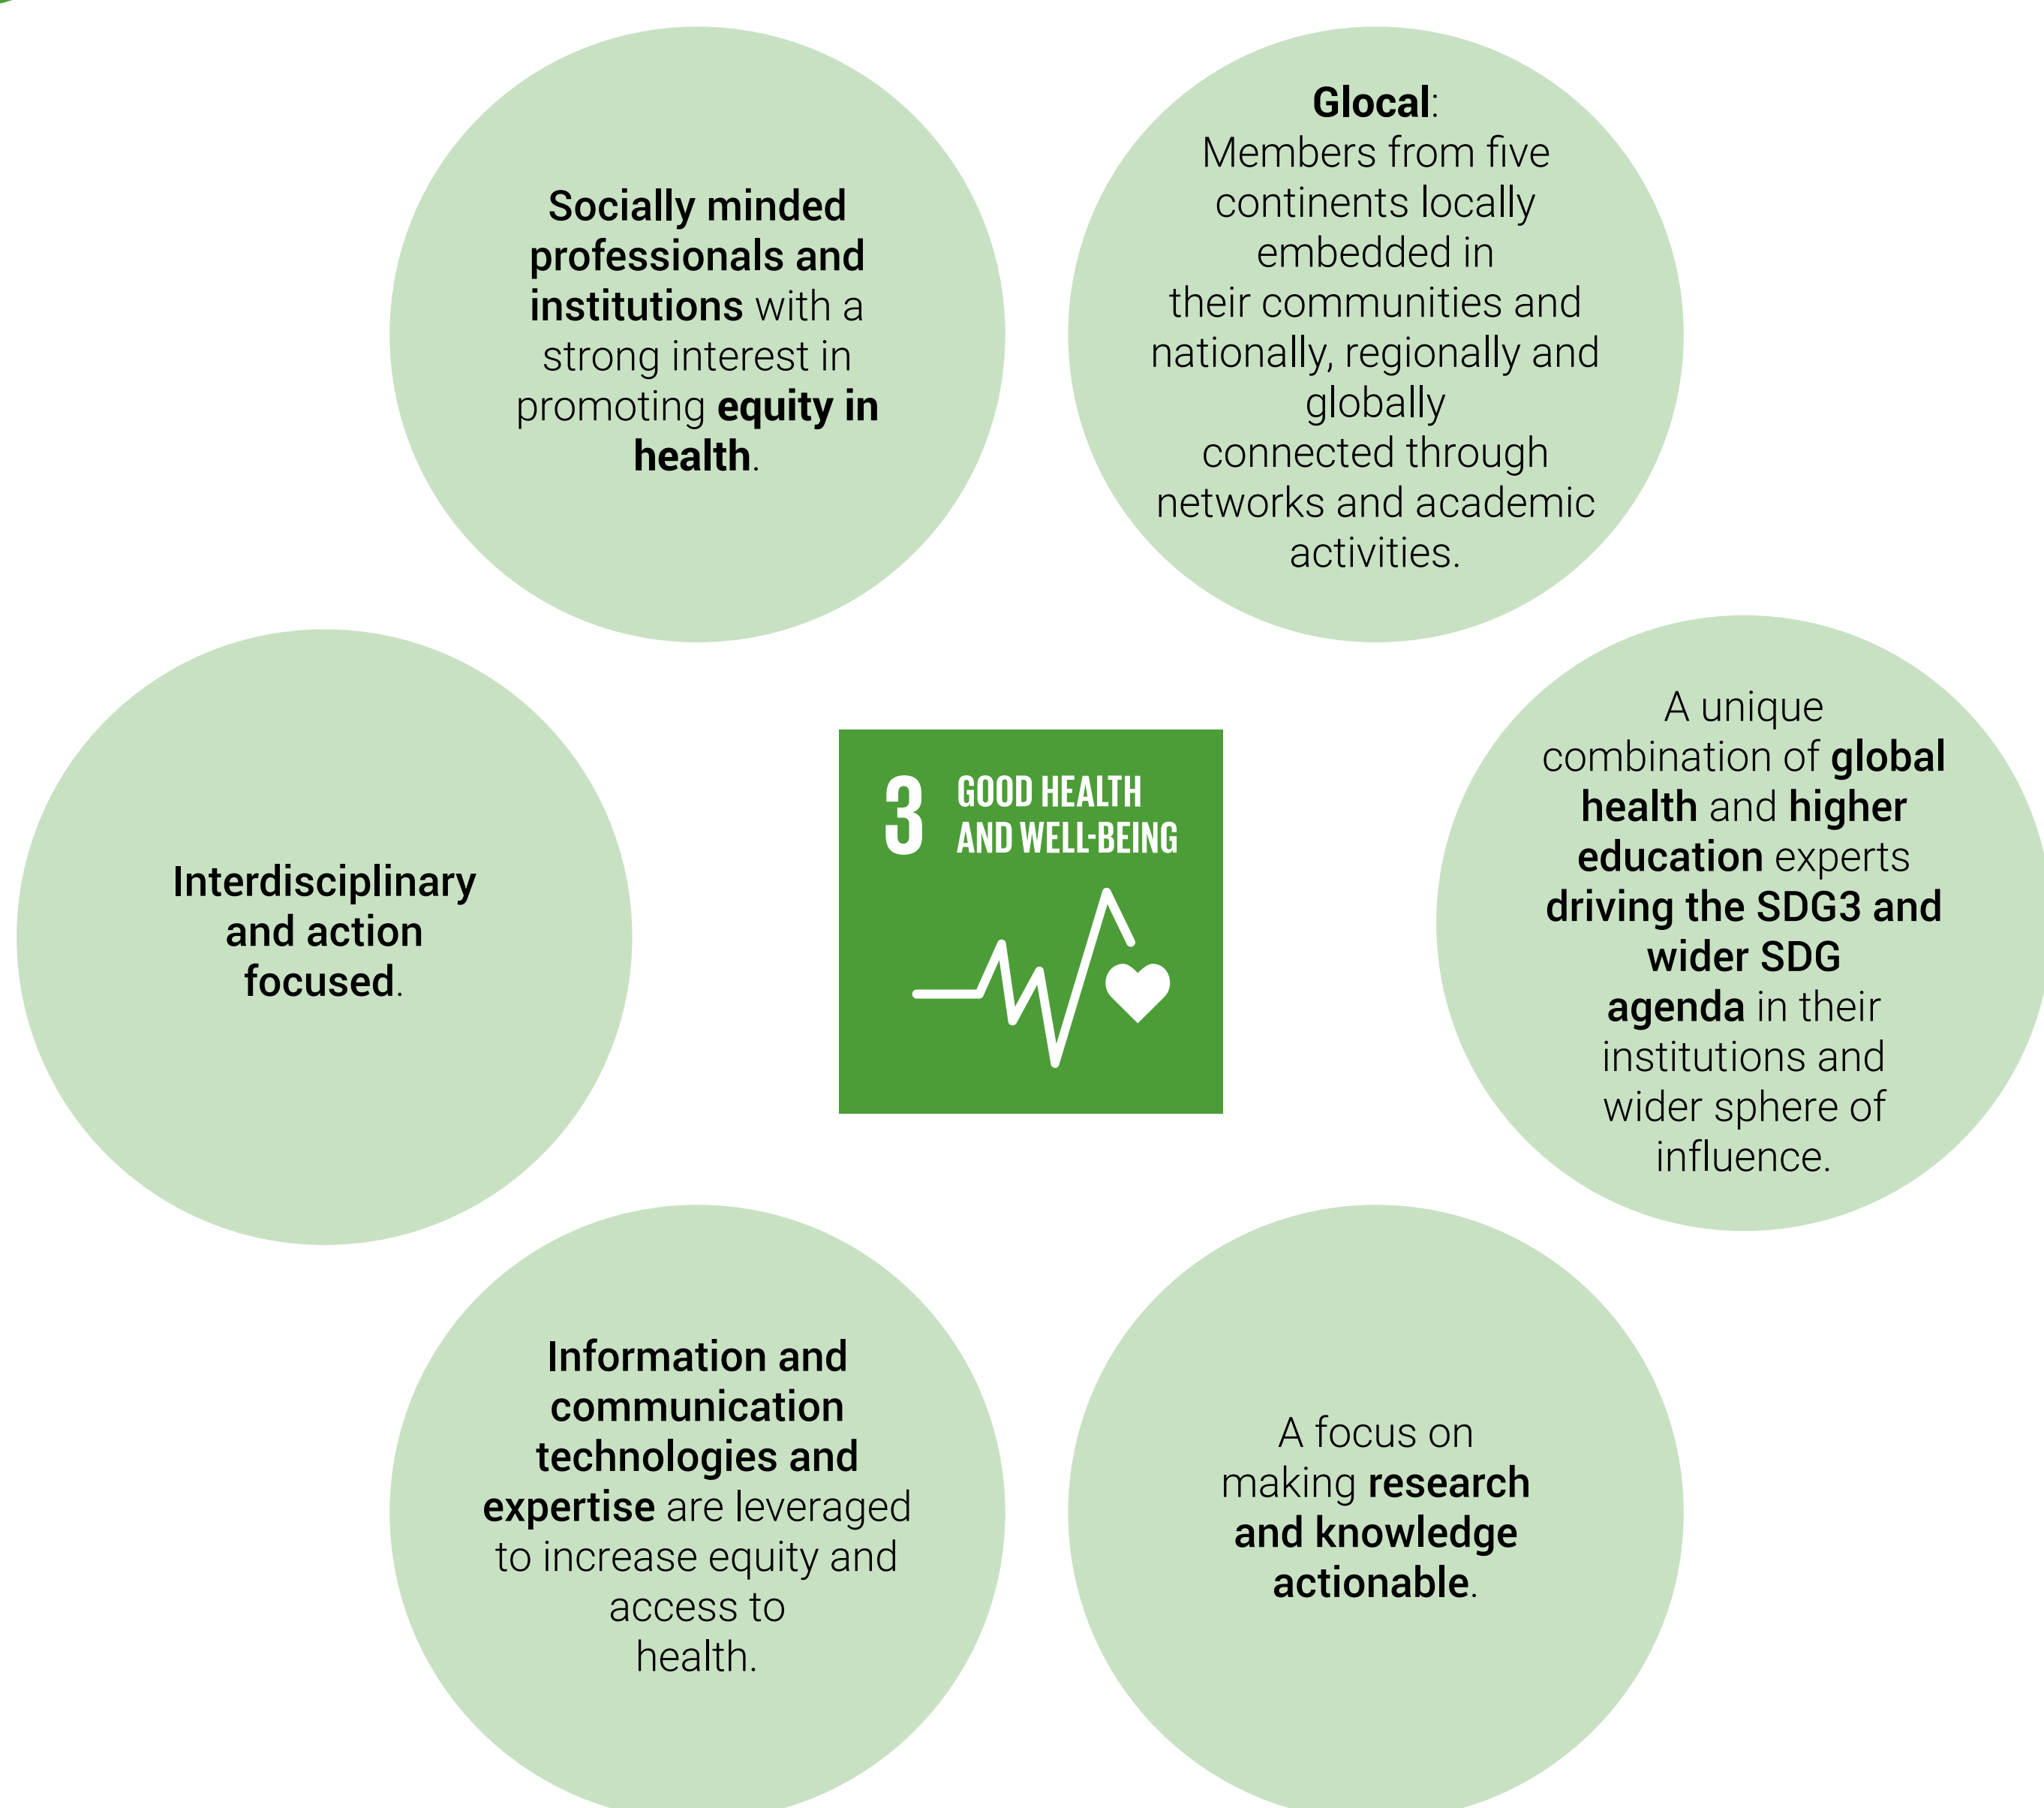 Socially minded
professionals and
institutions with a
strong interest in
promoting equity in
health.
Glocal:
Members from five
continents locally
embedded in
their communities and
nationally, regionally and
globally
connected through
networks and academic
activities.
Interdisciplinary
and action
focused.
3 GOOD HEALTH
AND WELL-BEING
A unique
combination of global
health and higher
education experts
driving the SDG3 and
wider SDG
agenda in their
institutions and
wider sphere of
influence.
Information and
communication
technologies and
expertise are leveraged
to increase equity and
access to
health.
A focus on
making research
and knowledge
actionable.